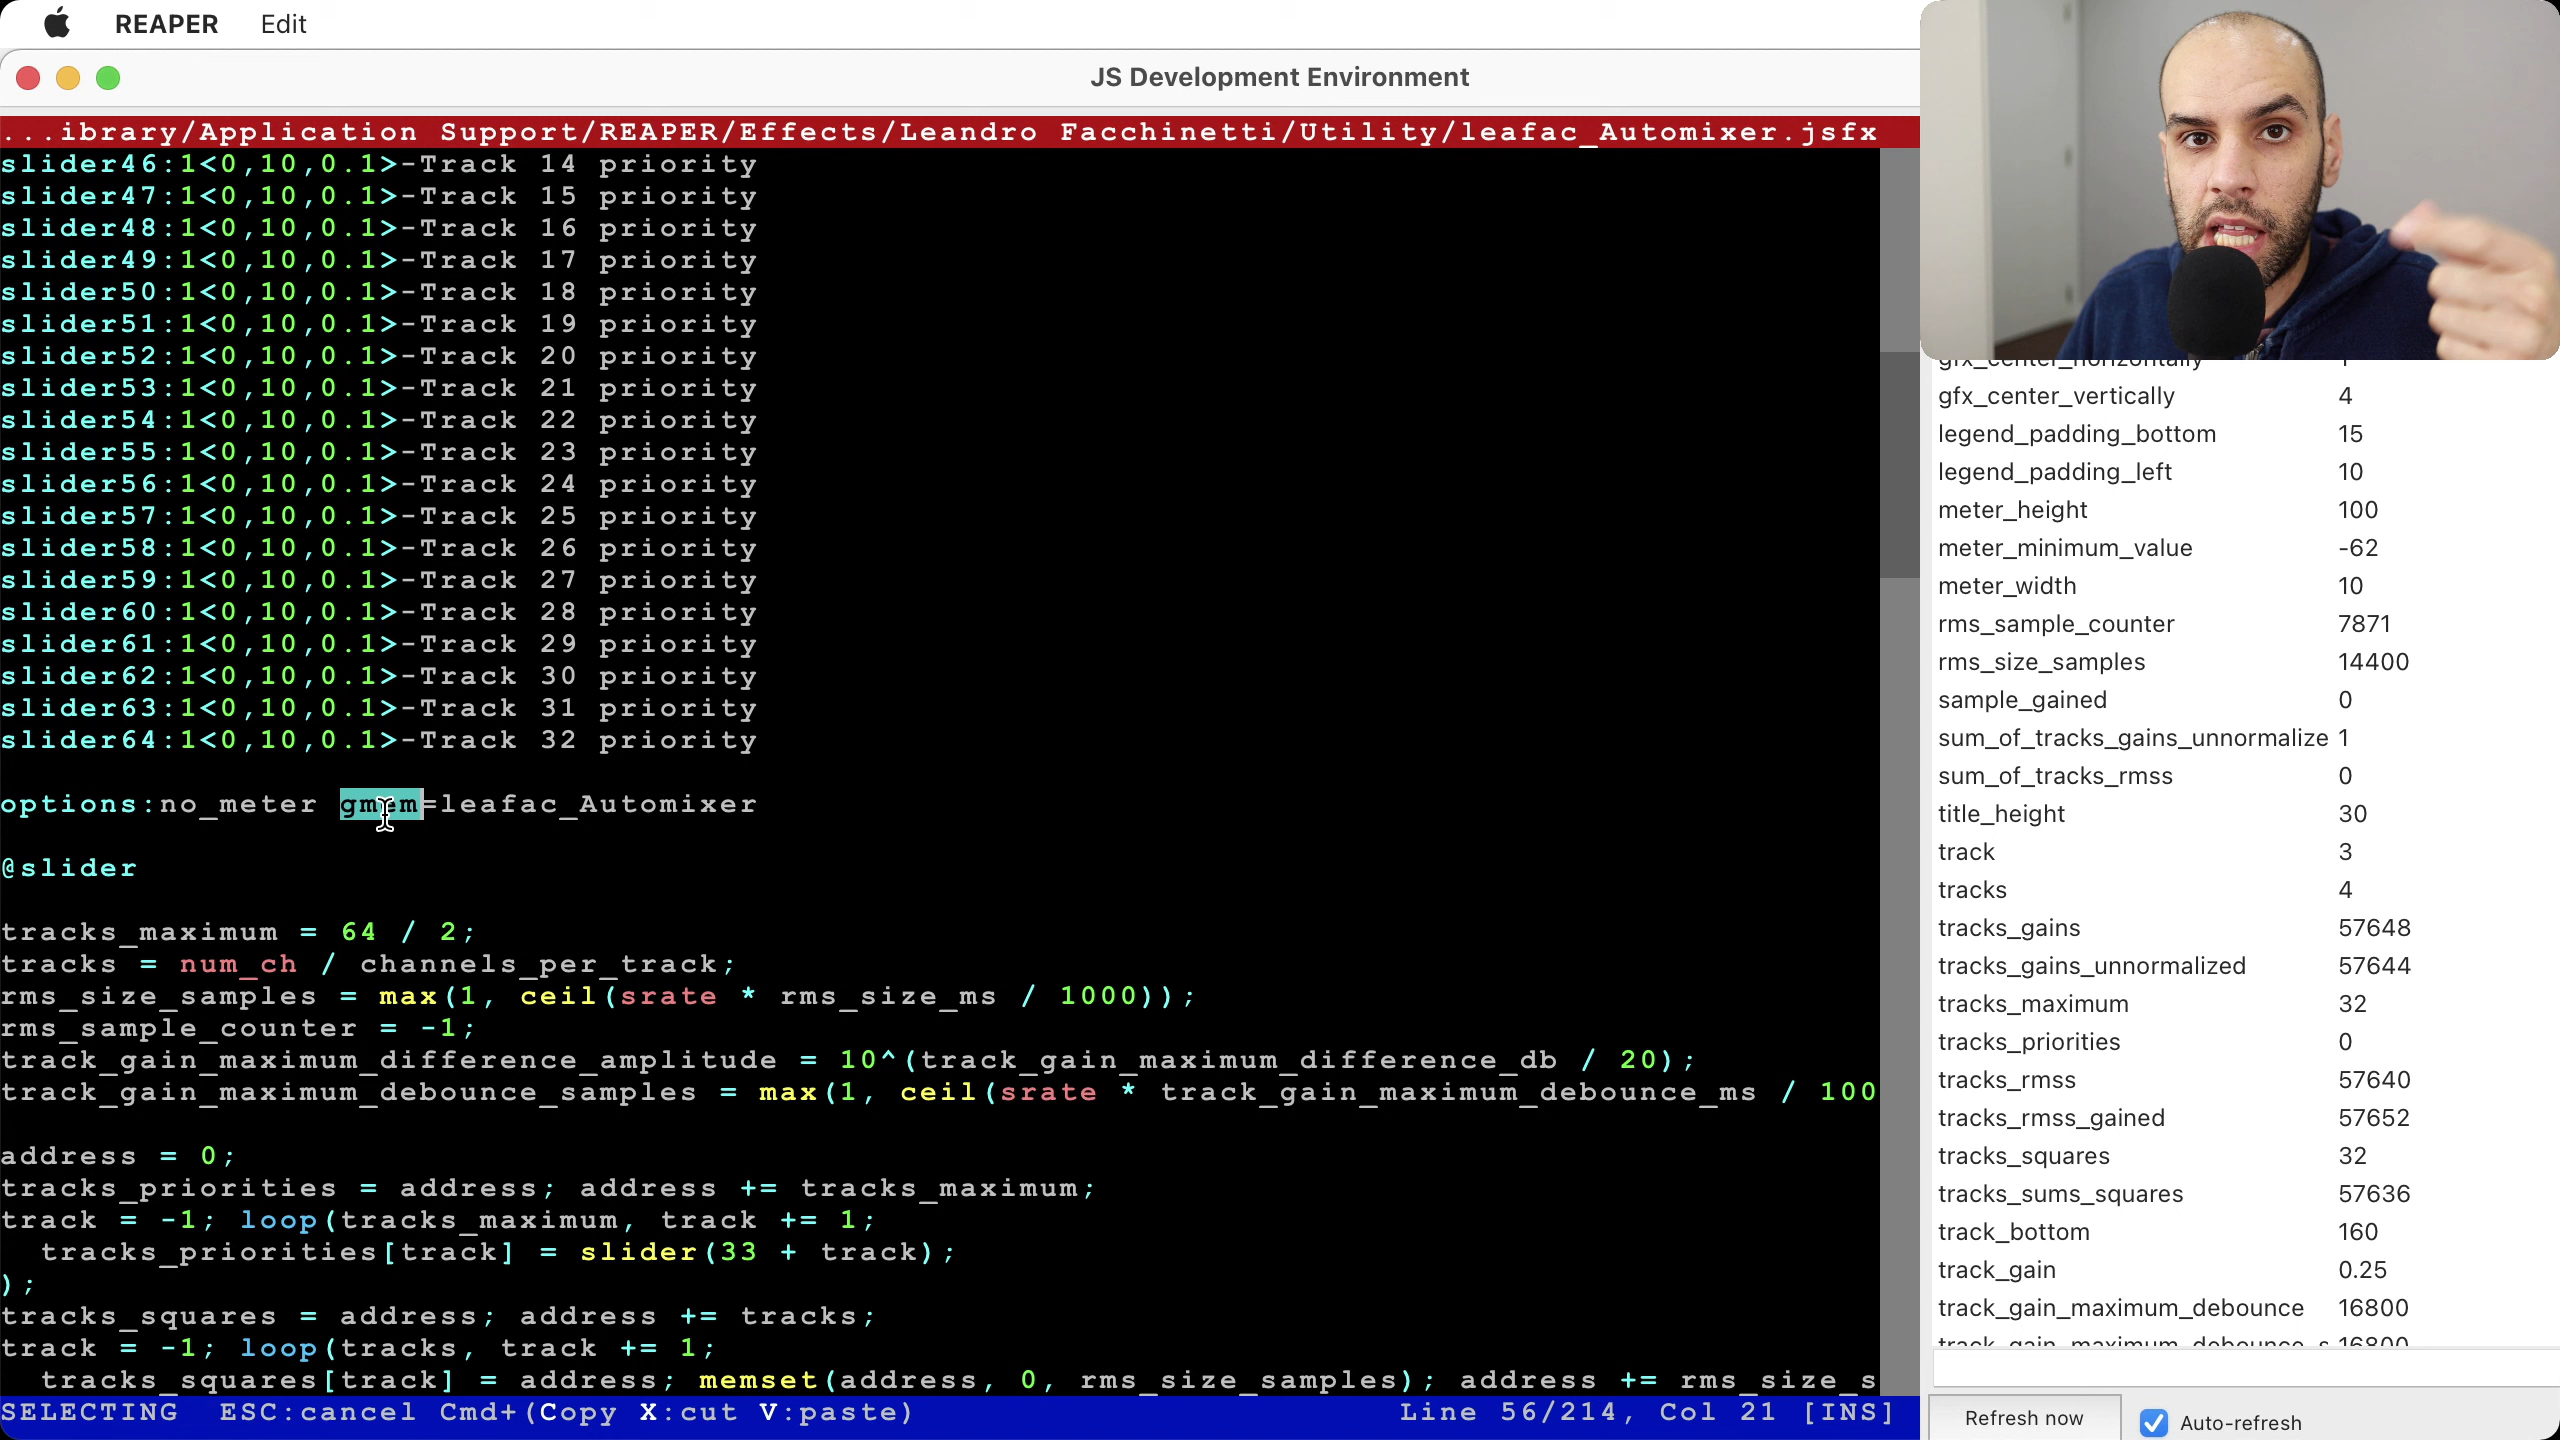 REAPER Edit
JS Development Environment
...ibrary/Application Support/REAPER/Effects/Leandro Facchinetti/Utility/leafac_Automixer.jsfx
slider46:1<0,10,0.1>-Track 14 priority
slider47:1<0,10,0.1>-Track 15 priority
slider48:1<0,10,0.1>-Track 16 priority
slider49:1<0,10,0.1>-Track 17 priority
slider50:1<0,10,0.1>-Track 18 priority
slider51:1<0,10,0.1>-Track 19 priority
slider52:1<0,10,0.1>-Track 20 priority
slider53:1<0,10,0.1>-Track 21 priority
slider54:1<0,10,0.1>-Track 22 priority
slider55:1<0,10,0.1>-Track 23 priority
slider56:1<0,10,0.1>-Track 24 priority
slider57:1<0,10,0.1>-Track 25 priority
slider58:1<0,10,0.1>-Track 26 priority
slider59:1<0,10,0.1>-Track 27 priority
slider60:1<0,10,0.1>-Track 28 priority
slider61:1<0,10,0.1>-Track 29 priority
slider62:1<0,10,0.1>-Track 30 priority
slider63:1<0,10,0.1>-Track 31 priority
slider64:1<0,10,0.1>-Track 32 priority
options:no_meter gmem=leafac_Automixer
@slider
tracks_maximum = 64 / 2;
tracks = num_ch / channels_per_track;
rms_size_samples = max(1, ceil(srate * rms_size_ms / 1000));
rms_sample_counter = -1;
track_gain_maximum_difference_amplitude = 10^(track_gain_maximum_difference_db / 20);
track_gain_maximum_debounce_samples = max(1, ceil(srate * track_gain_maximum_debounce_ms / 100
address = 0;
tracks_priorities = address; address += tracks_maximum;
track = -1; loop(tracks_maximum, track += 1;
tracks_priorities[track] = slider(33 + track);
);
tracks_squares = address; address += tracks;
track = -1; loop(tracks, track += 1;
tracks_squares[track] = address; memset(address, 0, rms_size_samples); address += rms_size_s
SELECTING ESC:cancel Cmd+(Copy X:cut V:paste) Line 56/214, Col 21 [INS]
gfx_center_horizontally
gfx_center_vertically 4
legend_padding_bottom 15
legend_padding_left 10
meter_height 100
meter_minimum_value -62
meter_width 10
rms_sample_counter 7871
rms_size_samples 14400
sample_gained 0
sum_of_tracks_gains_unnormalize 1
sum_of_tracks_rmss 0
title_height 30
track 3
tracks 4
tracks_gains 57648
tracks_gains_unnormalized 57644
tracks_maximum 32
tracks_priorities 0
tracks_rmss 57640
tracks_rmss_gained 57652
tracks_squares 32
tracks_sums_squares 57636
track_bottom 160
track_gain 0.25
track_gain_maximum_debounce 16800
track_gain_maximum_debounce_s 16800
Refresh now Auto-refresh